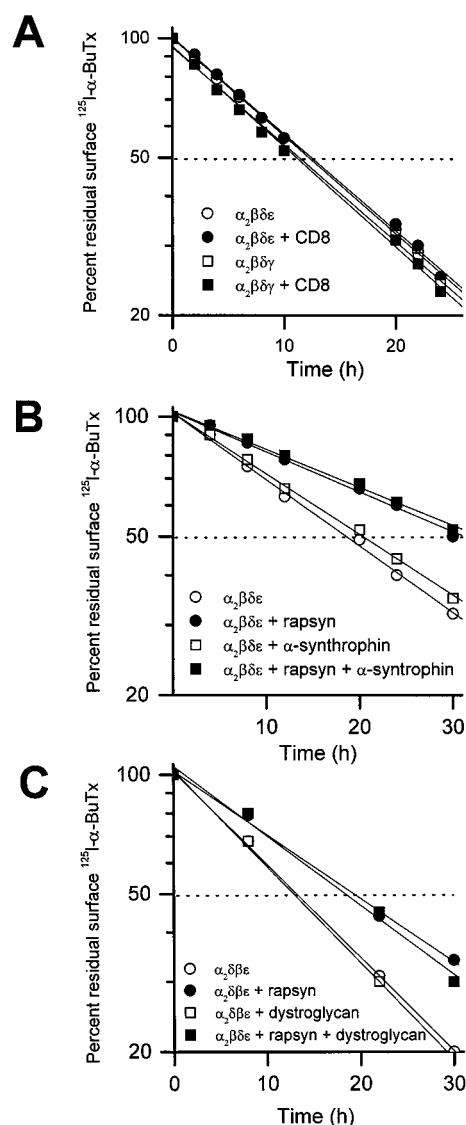 A
Percent residual surface ¹²⁵I-α-BuTx
100
50
20
α₂βδε
α₂βδε + CD8
α₂βδγ
α₂βδγ + CD8
0
10
20
Time (h)
B
Percent residual surface ¹²⁵I-α-BuTx
100
50
20
α₂βδε
α₂βδε + rapsyn
α₂βδε + α-synthrophin
α₂βδε + rapsyn + α-syntrophin
10
20
30
Time (h)
C
Percent residual surface ¹²⁵I-α-BuTx
100
50
20
α₂δβε
α₂δβε + rapsyn
α₂δβε + dystroglycan
α₂βδε + rapsyn + dystroglycan
0
10
20
30
Time (h)